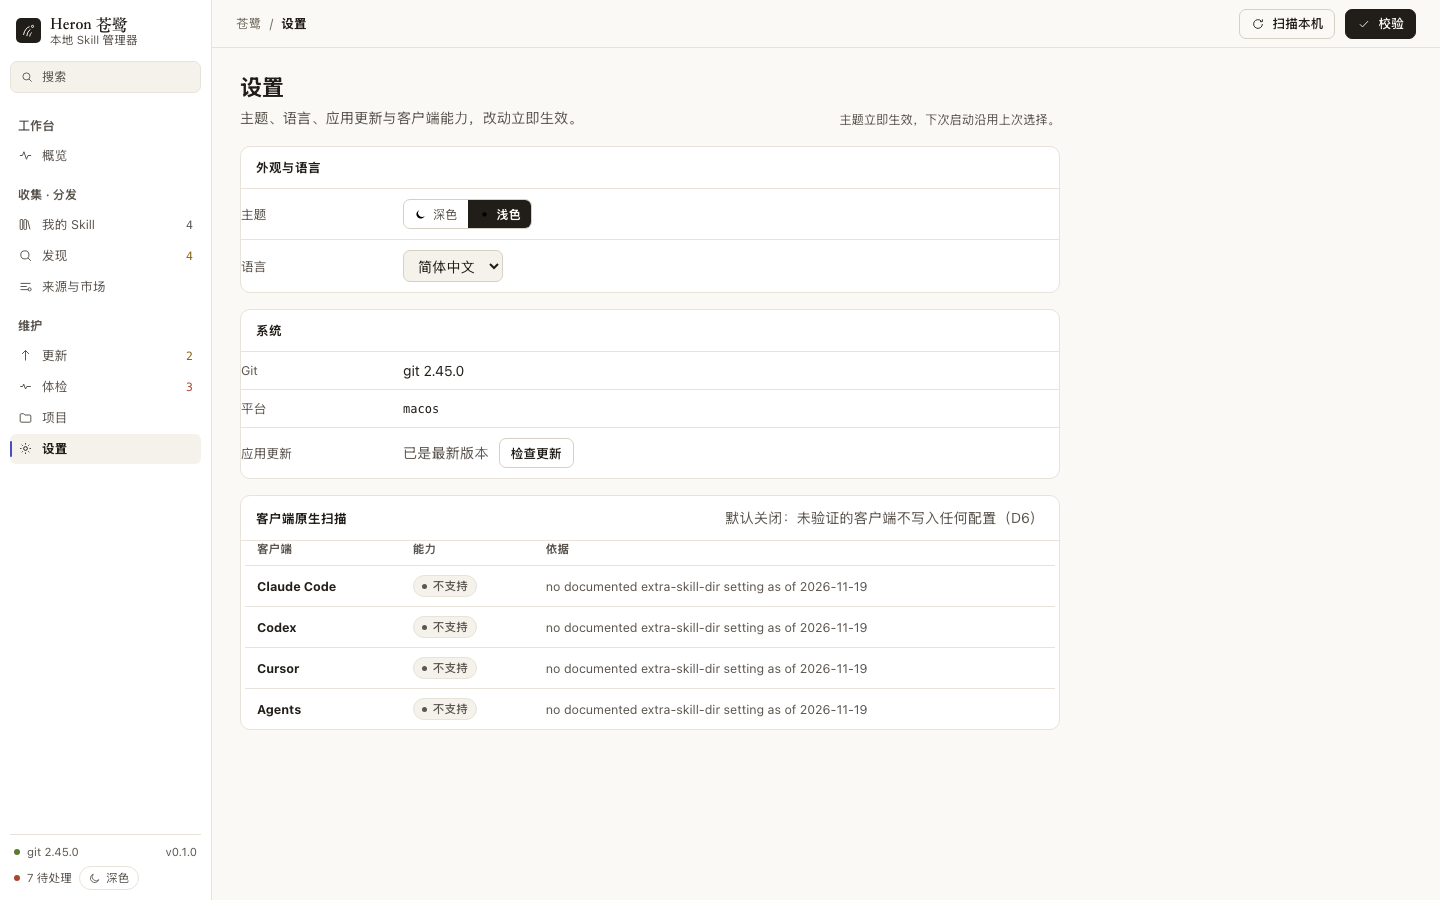 Heron 苍鹭
本地 Skill 管理器
搜索
工作台
概览
收集 · 分发
我的 Skill 4
发现 4
来源与市场
维护
更新 2
体检 3
项目
设置
git 2.45.0 v0.1.0
7 待处理 深色
苍鹭 / 设置
扫描本机 校验
设置
主题、语言、应用更新与客户端能力，改动立即生效。
主题立即生效，下次启动沿用上次选择。
外观与语言
主题 深色 浅色
语言 简体中文
系统
Git git 2.45.0
平台 macos
应用更新 已是最新版本 检查更新
客户端原生扫描 默认关闭：未验证的客户端不写入任何配置（D6）
客户端 能力 依据
Claude Code 不支持 no documented extra-skill-dir setting as of 2026-11-19
Codex 不支持 no documented extra-skill-dir setting as of 2026-11-19
Cursor 不支持 no documented extra-skill-dir setting as of 2026-11-19
Agents 不支持 no documented extra-skill-dir setting as of 2026-11-19